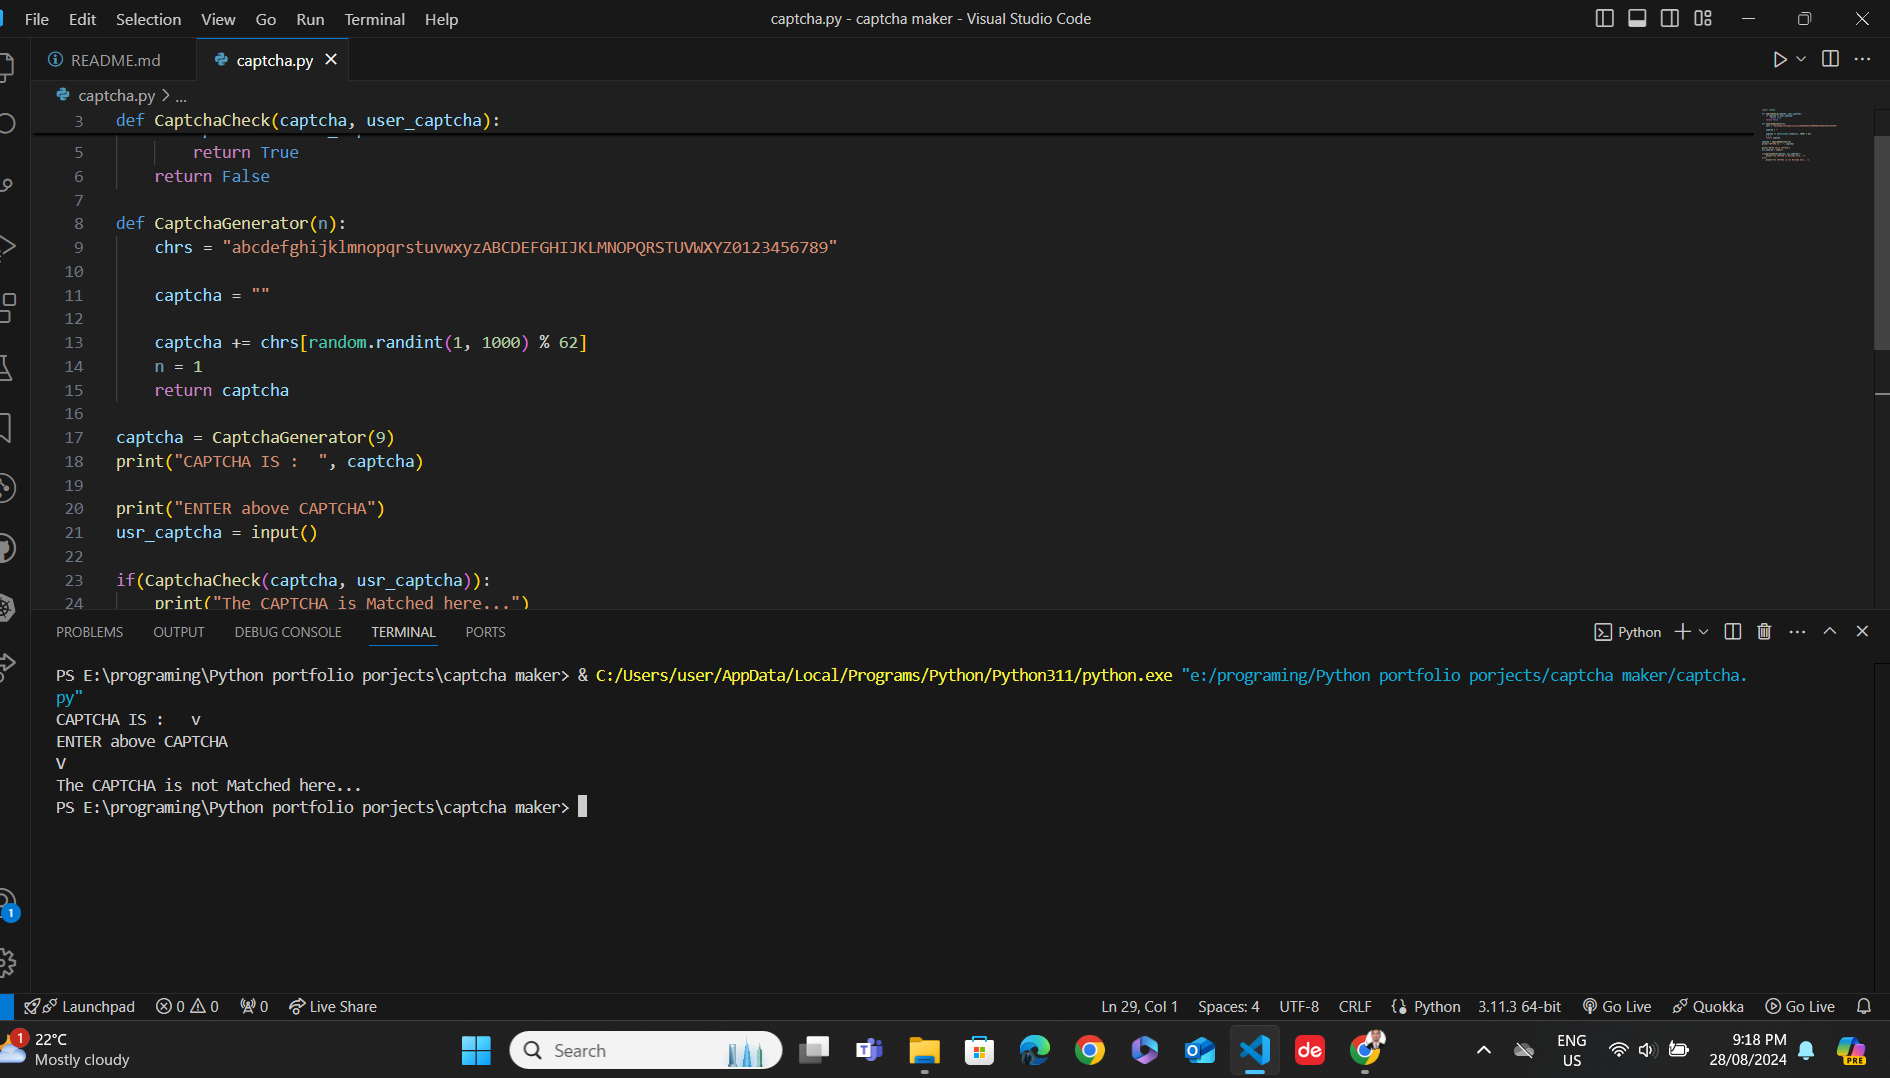 File Edit Selection View Go Run Terminal Help
captcha.py - captcha maker - Visual Studio Code
README.md
captcha.py
captcha.py > ...
3 def CaptchaCheck(captcha, user_captcha):
5 return True
6 return False
7
8 def CaptchaGenerator(n):
9 chrs = "abcdefghijklmnopqrstuvwxyzABCDEFGHIJKLMNOPQRSTUVWXYZ0123456789"
10
11 captcha = ""
12
13 captcha += chrs[random.randint(1, 1000) % 62]
14 n = 1
15 return captcha
16
17 captcha = CaptchaGenerator(9)
18 print("CAPTCHA IS :  ", captcha)
19
20 print("ENTER above CAPTCHA")
21 usr_captcha = input()
22
23 if(CaptchaCheck(captcha, usr_captcha)):
24 print("The CAPTCHA is Matched here...")
PROBLEMS OUTPUT DEBUG CONSOLE TERMINAL PORTS
Python
PS E:\programing\Python portfolio porjects\captcha maker> & C:/Users/user/AppData/Local/Programs/Python/Python311/python.exe "e:/programing/Python portfolio porjects/captcha maker/captcha.
py"
CAPTCHA IS :   v
ENTER above CAPTCHA
V
The CAPTCHA is not Matched here...
PS E:\programing\Python portfolio porjects\captcha maker>
1
Launchpad 0 0 0 Live Share
Ln 29, Col 1 Spaces: 4 UTF-8 CRLF Python 3.11.3 64-bit Go Live Quokka Go Live
1
22°C
Mostly cloudy
Search
de
ENG
US
9:18 PM
28/08/2024
PRE